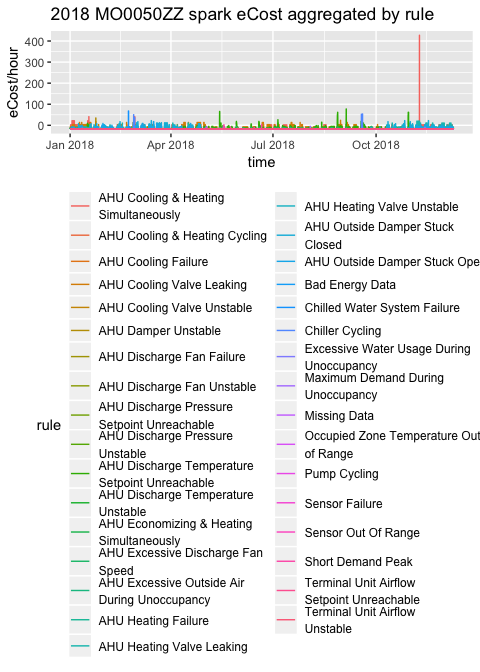 2018 MO0050ZZ spark eCost aggregated by rule
eCost/hour
400
300
200
100
0
Jan 2018
Apr 2018
Jul 2018
Oct 2018
time
rule
AHU Cooling & Heating
Simultaneously
AHU Cooling & Heating Cycling
AHU Cooling Failure
AHU Cooling Valve Leaking
AHU Cooling Valve Unstable
AHU Damper Unstable
AHU Discharge Fan Failure
AHU Discharge Fan Unstable
AHU Discharge Pressure
Setpoint Unreachable
AHU Discharge Pressure
Unstable
AHU Discharge Temperature
Setpoint Unreachable
AHU Discharge Temperature
Unstable
AHU Economizing & Heating
Simultaneously
AHU Excessive Discharge Fan
Speed
AHU Excessive Outside Air
During Unoccupancy
AHU Heating Failure
AHU Heating Valve Leaking
AHU Heating Valve Unstable
AHU Outside Damper Stuck
Closed
AHU Outside Damper Stuck Ope
Bad Energy Data
Chilled Water System Failure
Chiller Cycling
Excessive Water Usage During
Unoccupancy
Maximum Demand During
Unoccupancy
Missing Data
Occupied Zone Temperature Out
of Range
Pump Cycling
Sensor Failure
Sensor Out Of Range
Short Demand Peak
Terminal Unit Airflow
Setpoint Unreachable
Terminal Unit Airflow
Unstable